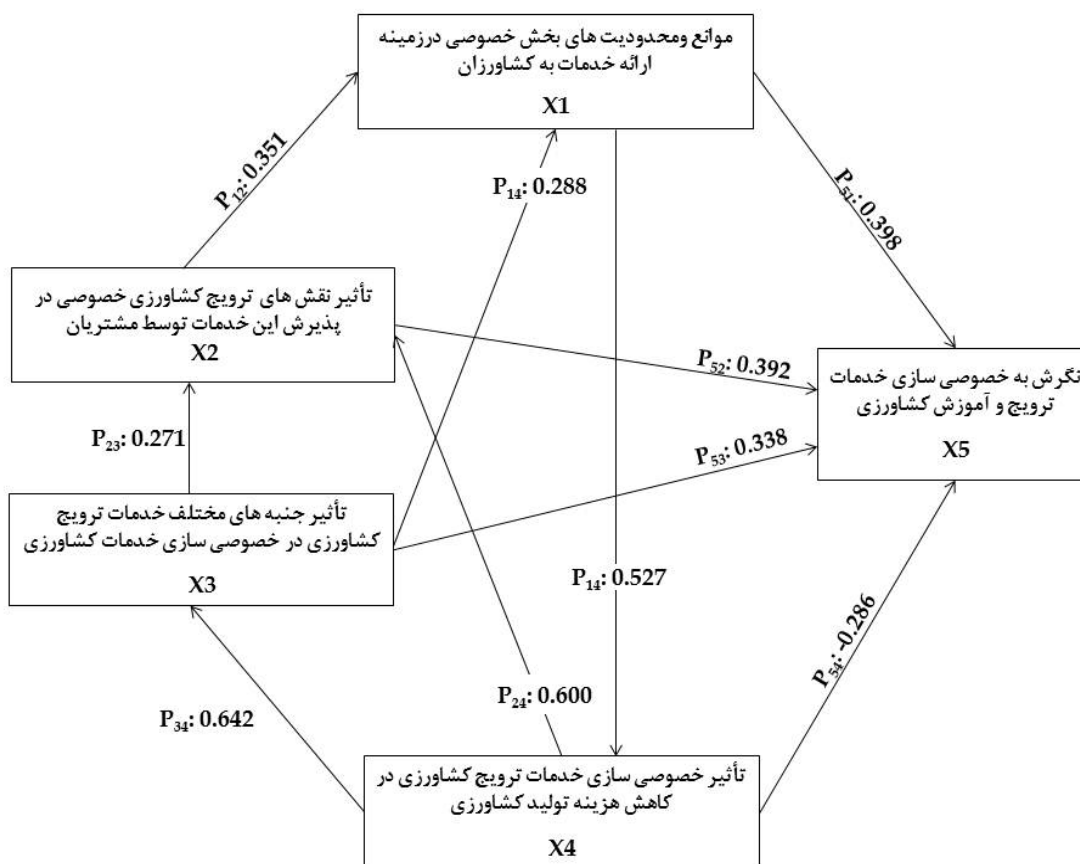 موانع ومحدودیت های بخش خصوصی درزمینه
ارائه خدمات به کشاورزان
X1
P12: 0.351
P14: 0.288
P51: 0.398
تأثیر نقش های ترویج کشاورزی خصوصی در
پذیرش این خدمات توسط مشتریان
X2
P52: 0.392
نگرش به خصوصی سازی خدمات
ترویج و آموزش کشاورزی
X5
P23: 0.271
P53: 0.338
تأثیر جنبه های مختلف خدمات ترویج
کشاورزی در خصوصی سازی خدمات کشاورزی
X3
P14: 0.527
P54: -0.286
P34: 0.642
P24: 0.600
تأثیر خصوصی سازی خدمات ترویج کشاورزی در
کاهش هزینه تولید کشاورزی
X4